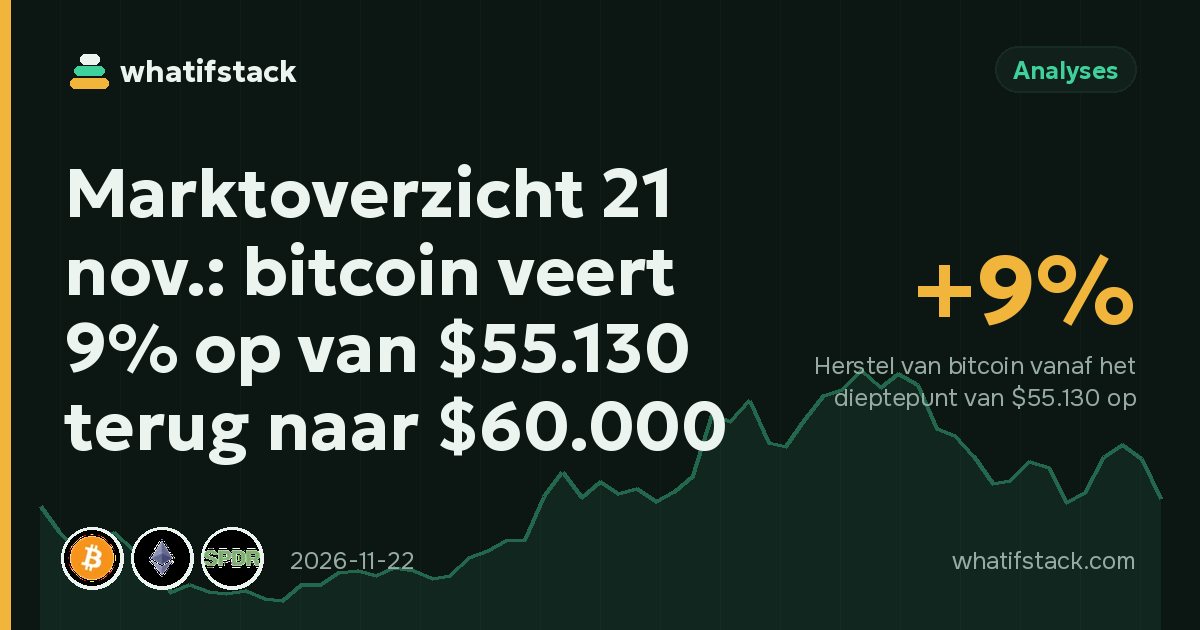 whatifstack
Analyses
Marktoverzicht 21
nov.: bitcoin veert
9% op van $55.130
terug naar $60.000
+9%
Herstel van bitcoin vanaf het
dieptepunt van $55.130 op
SPDR
2026-11-22
whatifstack.com